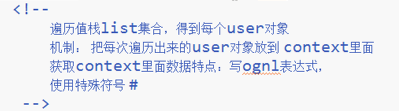 <!--
遍历值栈list集合，得到每个user对象
机制： 把每次遍历出来的user对象放到 context里面
获取context里面数据特点：写ognl表达式，
使用特殊符号 #
-->